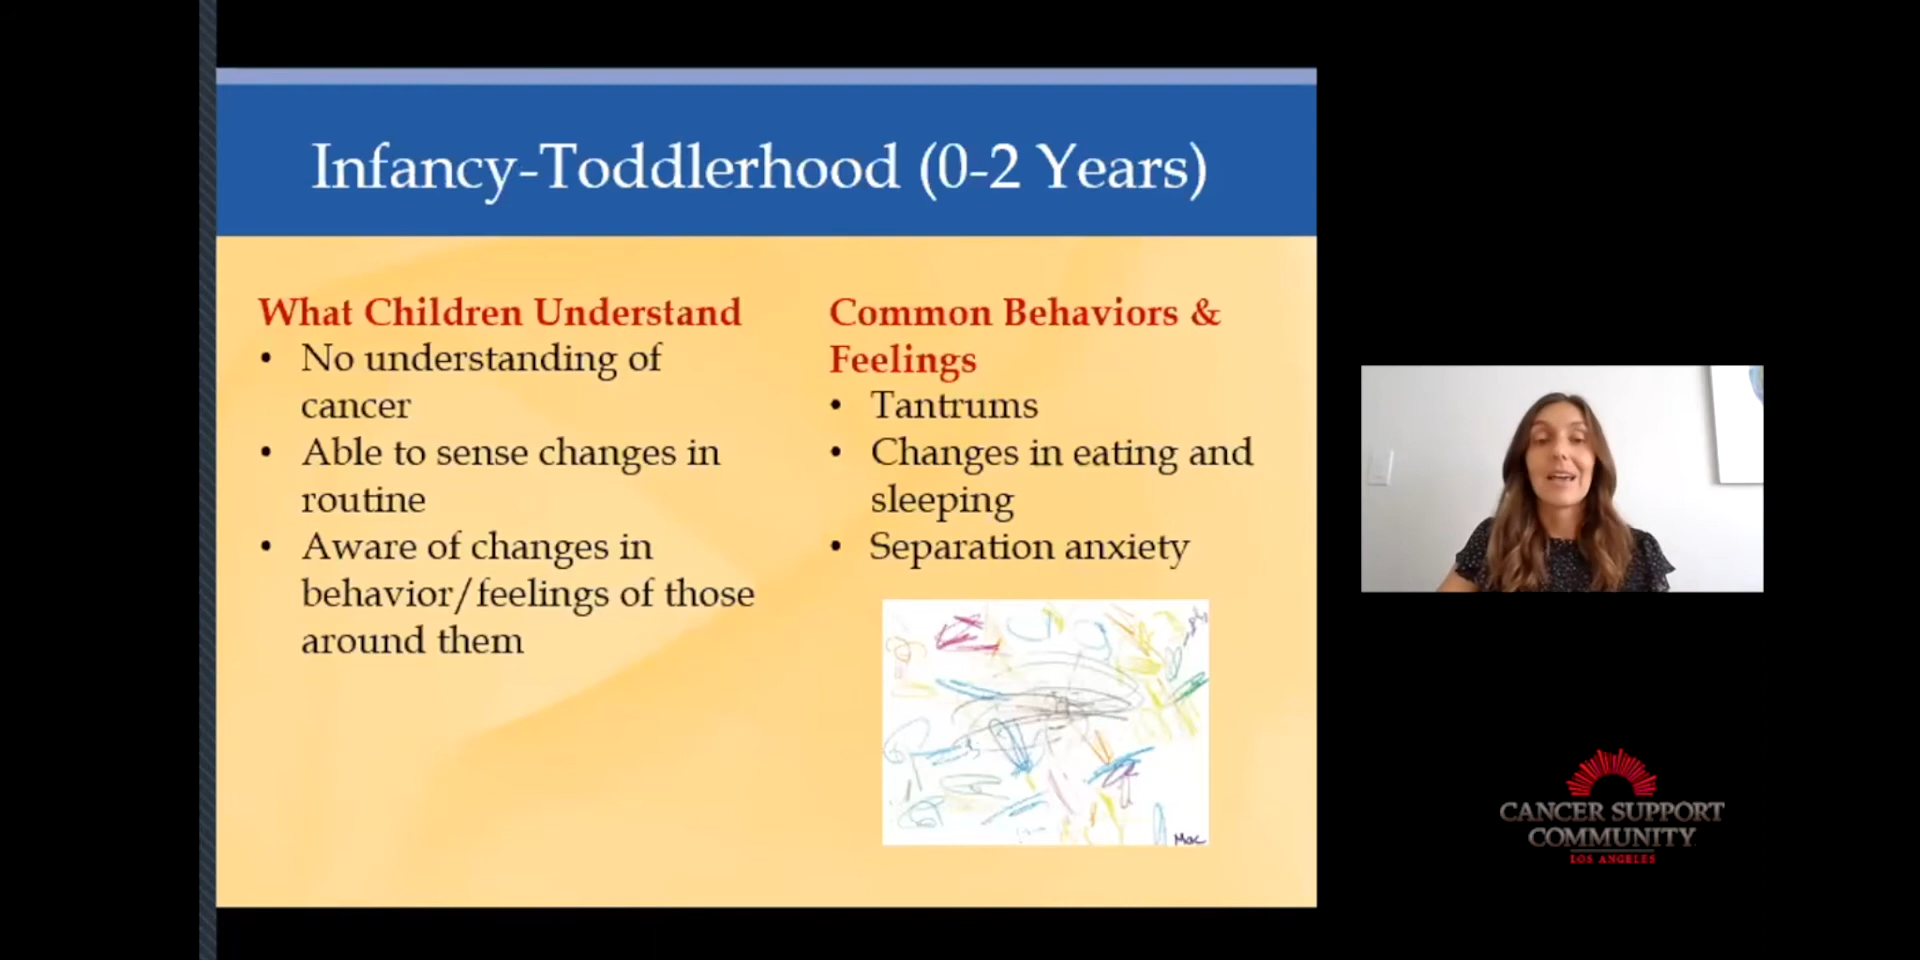 Infancy-Toddlerhood (0-2 Years)
What Children Understand
• No understanding of
cancer
• Able to sense changes in
routine
• Aware of changes in
behavior/feelings of those
around them
Common Behaviors &
Feelings
• Tantrums
• Changes in eating and
sleeping
• Separation anxiety
Mac
CANCER SUPPORT
COMMUNITY
LOS ANGELES